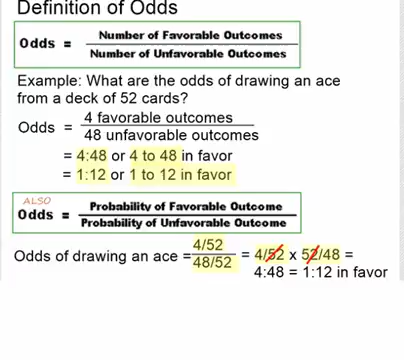 Definition of Odds
Odds = Number of Favorable Outcomes
Number of Unfavorable Outcomes
Example: What are the odds of drawing an ace
from a deck of 52 cards?
Odds = 4 favorable outcomes
48 unfavorable outcomes
= 4:48 or 4 to 48 in favor
= 1:12 or 1 to 12 in favor
ALSO
Odds = Probability of Favorable Outcome
Probability of Unfavorable Outcome
Odds of drawing an ace = 4/52 = 4/52 x 52/48 =
48/52
4:48 = 1:12 in favor